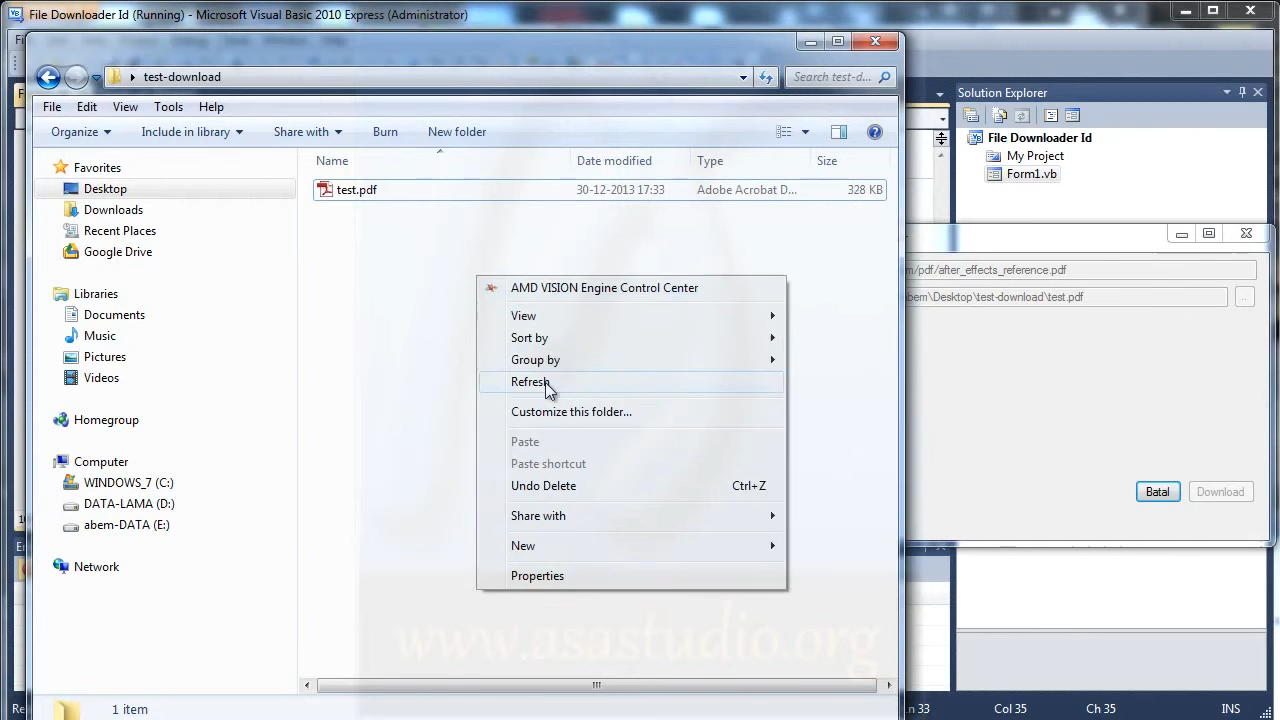 File Downloader Id (Running) - Microsoft Visual Basic 2010 Express (Administrator)
test-download
Search test-d...
File Edit View Tools Help
Organize Include in library Share with Burn New folder
Name Date modified Type Size
test.pdf 30-12-2013 17:33 Adobe Acrobat D... 328 KB
Favorites
Desktop
Downloads
Recent Places
Google Drive
Libraries
Documents
Music
Pictures
Videos
Homegroup
Computer
WINDOWS_7 (C:)
DATA-LAMA (D:)
abem-DATA (E:)
Network
1 item
AMD VISION Engine Control Center
View
Sort by
Group by
Refresh
Customize this folder...
Paste
Paste shortcut
Undo Delete Ctrl+Z
Share with
New
Properties
www.asastudio.org
Solution Explorer
File Downloader Id
My Project
Form1.vb
m/pdf/after_effects_reference.pdf
bem\Desktop\test-download\test.pdf
...
Batal Download
Ln 33 Col 35 Ch 35 INS